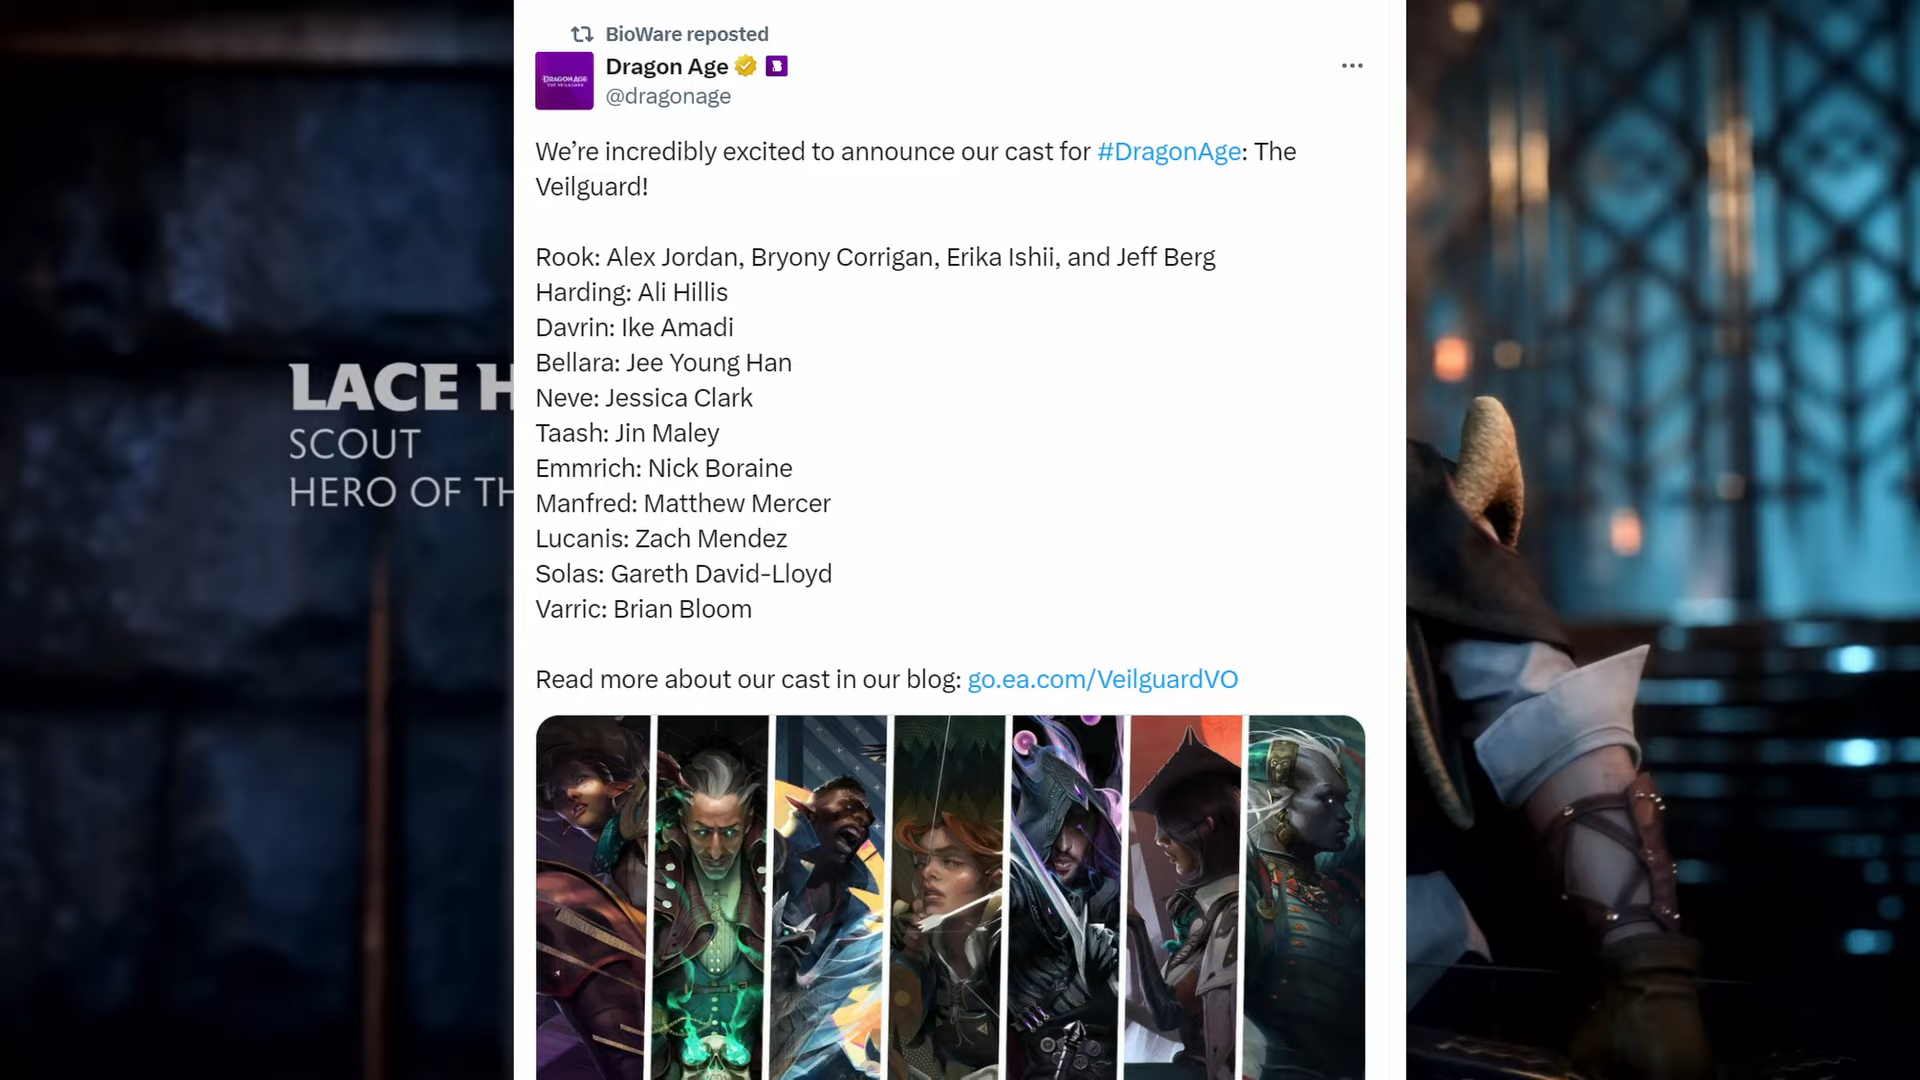 BioWare reposted
Dragon Age
@dragonage
DRAGON AGE
THE VEILGUARD
We’re incredibly excited to announce our cast for #DragonAge: The
Veilguard!
Rook: Alex Jordan, Bryony Corrigan, Erika Ishii, and Jeff Berg
Harding: Ali Hillis
Davrin: Ike Amadi
Bellara: Jee Young Han
Neve: Jessica Clark
Taash: Jin Maley
Emmrich: Nick Boraine
Manfred: Matthew Mercer
Lucanis: Zach Mendez
Solas: Gareth David-Lloyd
Varric: Brian Bloom
Read more about our cast in our blog: go.ea.com/VeilguardVO
LACE H
SCOUT
HERO OF TH